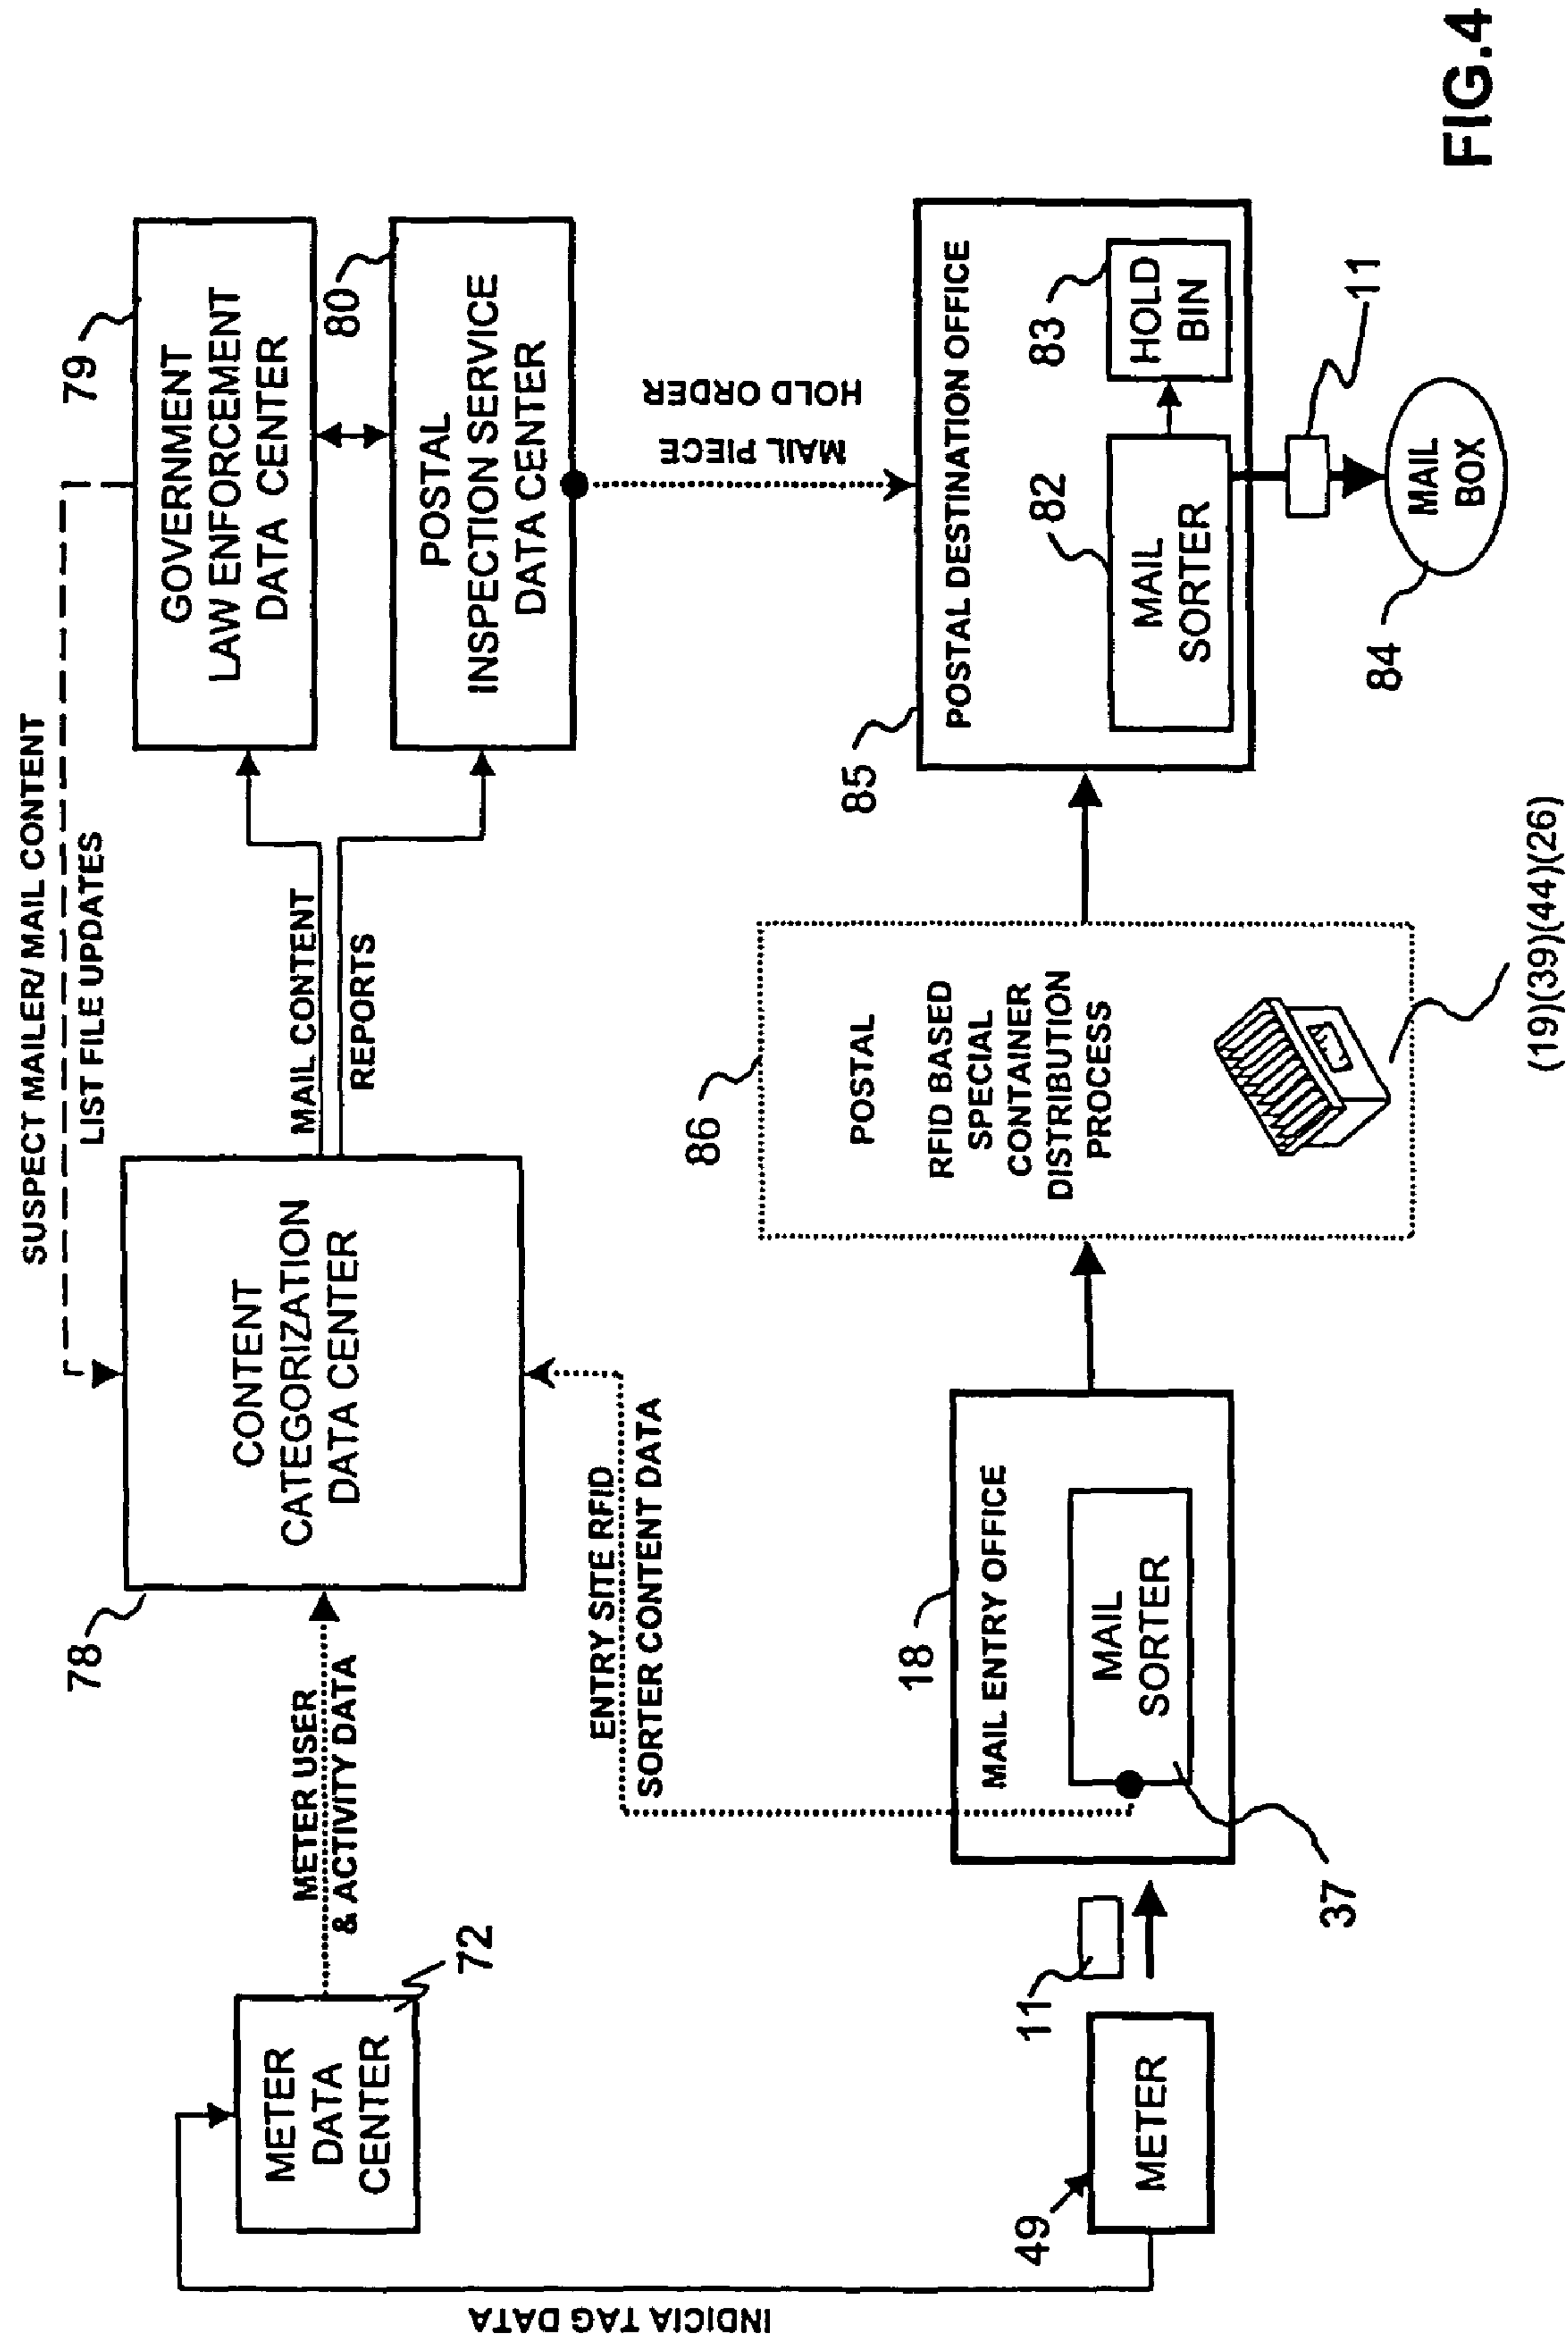 SUSPECT MAILER/ MAIL CONTENT
LIST FILE UPDATES
79
GOVERNMENT
LAW ENFORCEMENT
DATA CENTER
80
POSTAL
INSPECTION SERVICE
DATA CENTER
MAIL CONTENT
REPORTS
78
CONTENT
CATEGORIZATION
DATA CENTER
METER USER
& ACTIVITY DATA
72
METER
DATA
CENTER
INDICIA TAG DATA
ENTRY SITE RFID
SORTER CONTENT DATA
MAIL PIECE
HOLD ORDER
49
METER
11
18
MAIL ENTRY OFFICE
MAIL
SORTER
37
86
POSTAL
RFID BASED
SPECIAL
CONTAINER
DISTRIBUTION
PROCESS
(19)(39)(44)(26)
85
POSTAL DESTINATION OFFICE
82
MAIL
SORTER
83
HOLD
BIN
11
84
MAIL
BOX
FIG.4